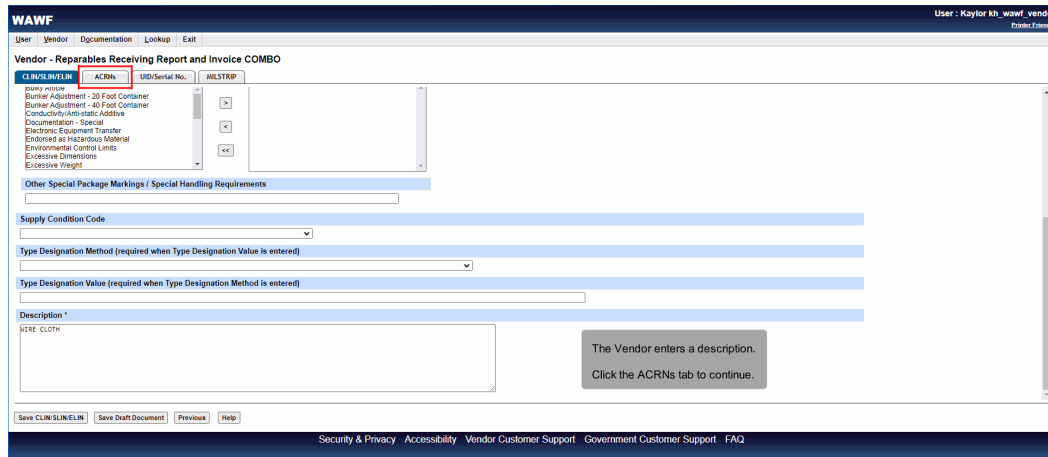 WAWF
User : Kaylor kh_wawf_vendo
Printer Frien
User Vendor Documentation Lookup Exit
Vendor - Reparables Receiving Report and Invoice COMBO
CLIN/SLIN/ELIN ACRNs UID/Serial No. MILSTRIP
Bulky Article
Bunker Adjustment - 20 Foot Container
Bunker Adjustment - 40 Foot Container
Conductivity/Anti-static Additive
Documentation - Special
Electronic Equipment Transfer
Endorsed as Hazardous Material
Environmental Control Limits
Excessive Dimensions
Excessive Weight
>
<
<<
Other Special Package Markings / Special Handling Requirements
Supply Condition Code
Type Designation Method (required when Type Designation Value is entered)
Type Designation Value (required when Type Designation Method is entered)
Description *
WIRE CLOTH
The Vendor enters a description.
Click the ACRNs tab to continue.
Save CLIN/SLIN/ELIN Save Draft Document Previous Help
Security & Privacy Accessibility Vendor Customer Support Government Customer Support FAQ